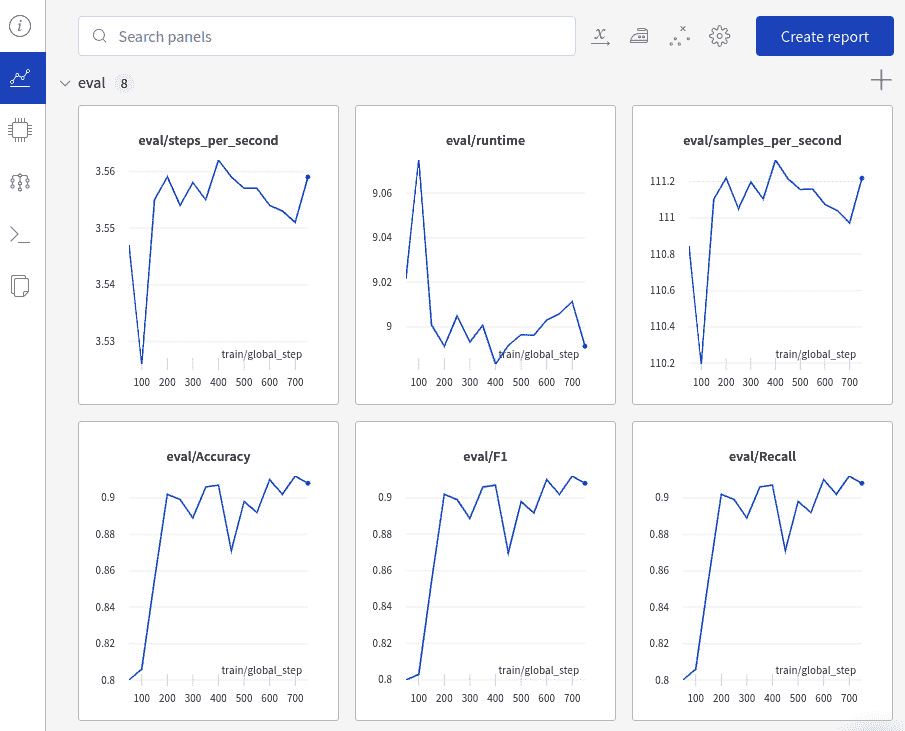 Search panels
Create report
eval 8
eval/steps_per_second
3.56
3.55
3.54
3.53
train/global_step
100 200 300 400 500 600 700
eval/runtime
9.06
9.04
9.02
9
train/global_step
100 200 300 400 500 600 700
eval/samples_per_second
111.2
111
110.8
110.6
110.4
110.2
train/global_step
100 200 300 400 500 600 700
eval/Accuracy
0.9
0.88
0.86
0.84
0.82
0.8
train/global_step
100 200 300 400 500 600 700
eval/F1
0.9
0.88
0.86
0.84
0.82
0.8
train/global_step
100 200 300 400 500 600 700
eval/Recall
0.9
0.88
0.86
0.84
0.82
0.8
train/global_step
100 200 300 400 500 600 700